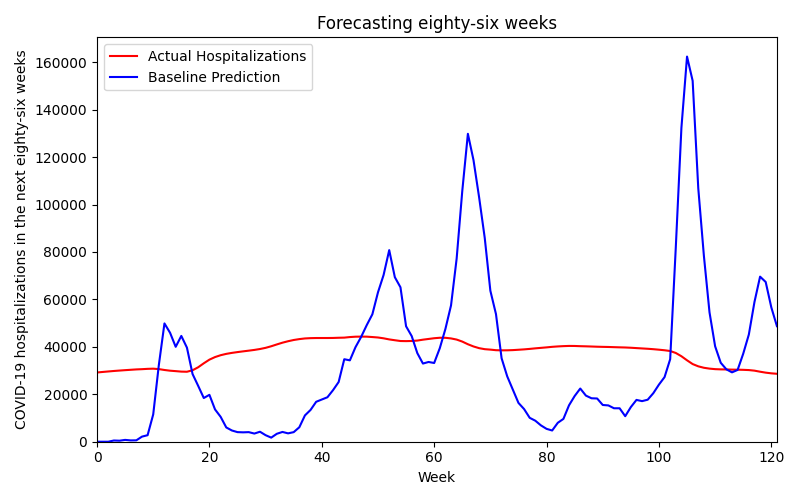 Forecasting eighty-six weeks
Actual Hospitalizations
Baseline Prediction
COVID-19 hospitalizations in the next eighty-six weeks
160000
140000
120000
100000
80000
60000
40000
20000
0
0 20 40 60 80 100 120
Week